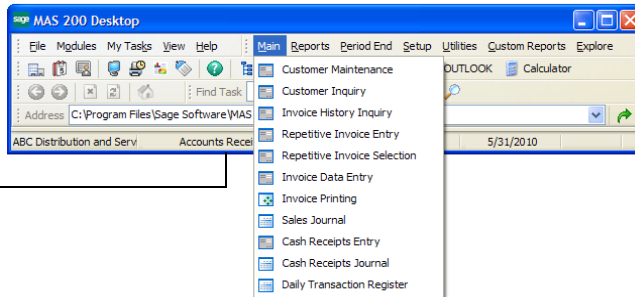 sage MAS 200 Desktop
File Modules My Tasks View Help Main Reports Period End Setup Utilities Custom Reports Explore
Customer Maintenance OUTLOOK Calculator
Find Task Customer Inquiry
Address C:\Program Files\Sage Software\MAS Invoice History Inquiry
Repetitive Invoice Entry
ABC Distribution and Serv Accounts Recei 5/31/2010
Repetitive Invoice Selection
Invoice Data Entry
Invoice Printing
Sales Journal
Cash Receipts Entry
Cash Receipts Journal
Daily Transaction Register